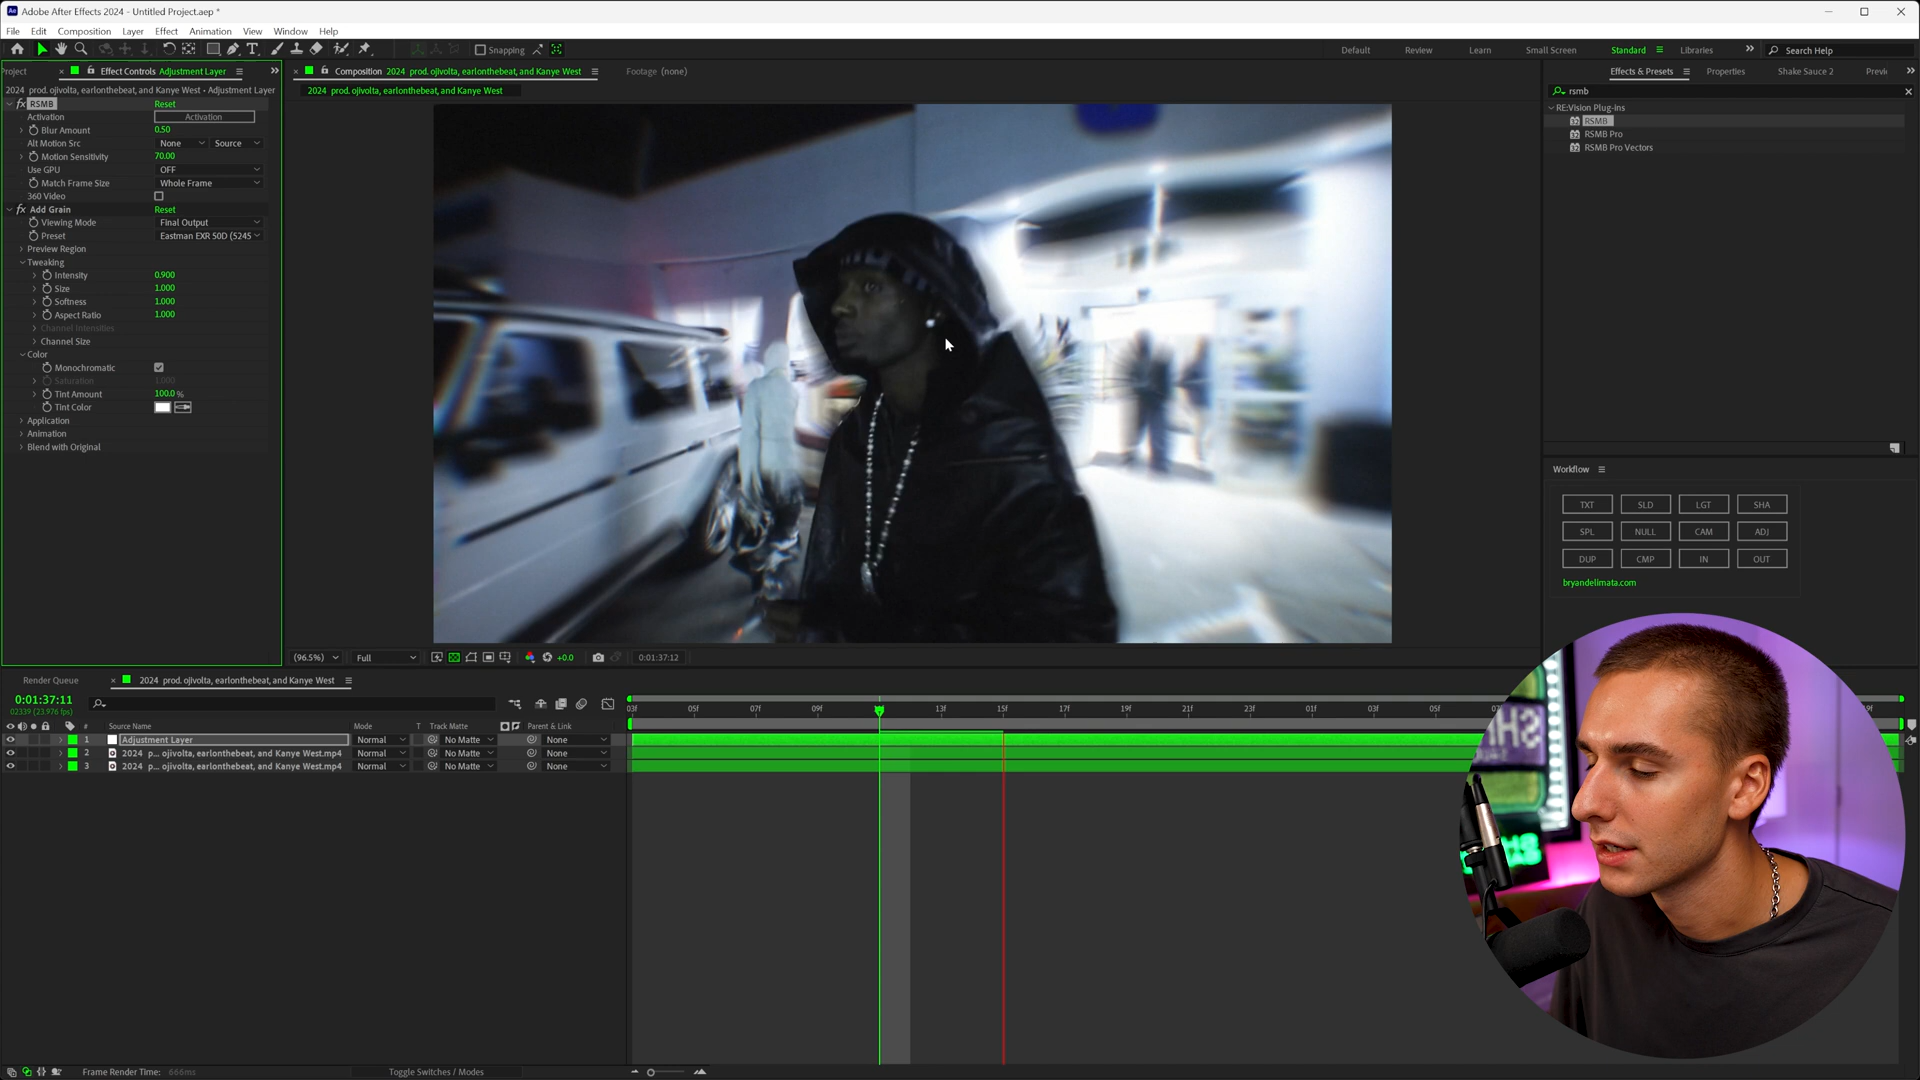 Adobe After Effects 2024 - Untitled Project.aep *
File Edit Composition Layer Effect Animation View Window Help
Snapping
Default Review Learn Small Screen Standard Libraries Search Help
Project Effect Controls Adjustment Layer
Composition 2024 prod. ojivolta, earlonthebeat, and Kanye West Footage (none)
Effects & Presets Properties Shake Sauce 2
2024 prod. ojivolta, earlonthebeat, and Kanye West • Adjustment Layer
2024 prod. ojivolta, earlonthebeat, and Kanye West
rsmb
fx RSMB Reset
Activation Activation
Blur Amount 0.50
Alt Motion Src None Source
Motion Sensitivity 70.00
Use GPU OFF
Match Frame Size Whole Frame
360 Video
fx Add Grain Reset
Viewing Mode Final Output
Preset Eastman EXR 50D (5245
Preview Region
Tweaking
Intensity 0.900
Size 1.000
Softness 1.000
Aspect Ratio 1.000
Channel Intensities
Channel Size
Color
Monochromatic
Saturation 1.000
Tint Amount 100.0 %
Tint Color
Application
Animation
Blend with Original
RE:Vision Plug-ins
RSMB
RSMB Pro
RSMB Pro Vectors
Workflow
TXT SLD LGT SHA
SPL NULL CAM ADJ
DUP CMP IN OUT
bryandelimata.com
(96.5%) Full +0.0 0:01:37:12
Render Queue 2024 prod. ojivolta, earlonthebeat, and Kanye West
0:01:37:11
02339 (23.976 fps)
03f 05f 07f 09f 13f 15f 17f 19f 21f 23f 01f 03f 05f
# Source Name Mode T Track Matte Parent & Link
1 Adjustment Layer Normal No Matte None
2 2024 p... ojivolta, earlonthebeat, and Kanye West.mp4 Normal No Matte None
3 2024 p... ojivolta, earlonthebeat, and Kanye West.mp4 Normal No Matte None
Frame Render Time: 666ms Toggle Switches / Modes